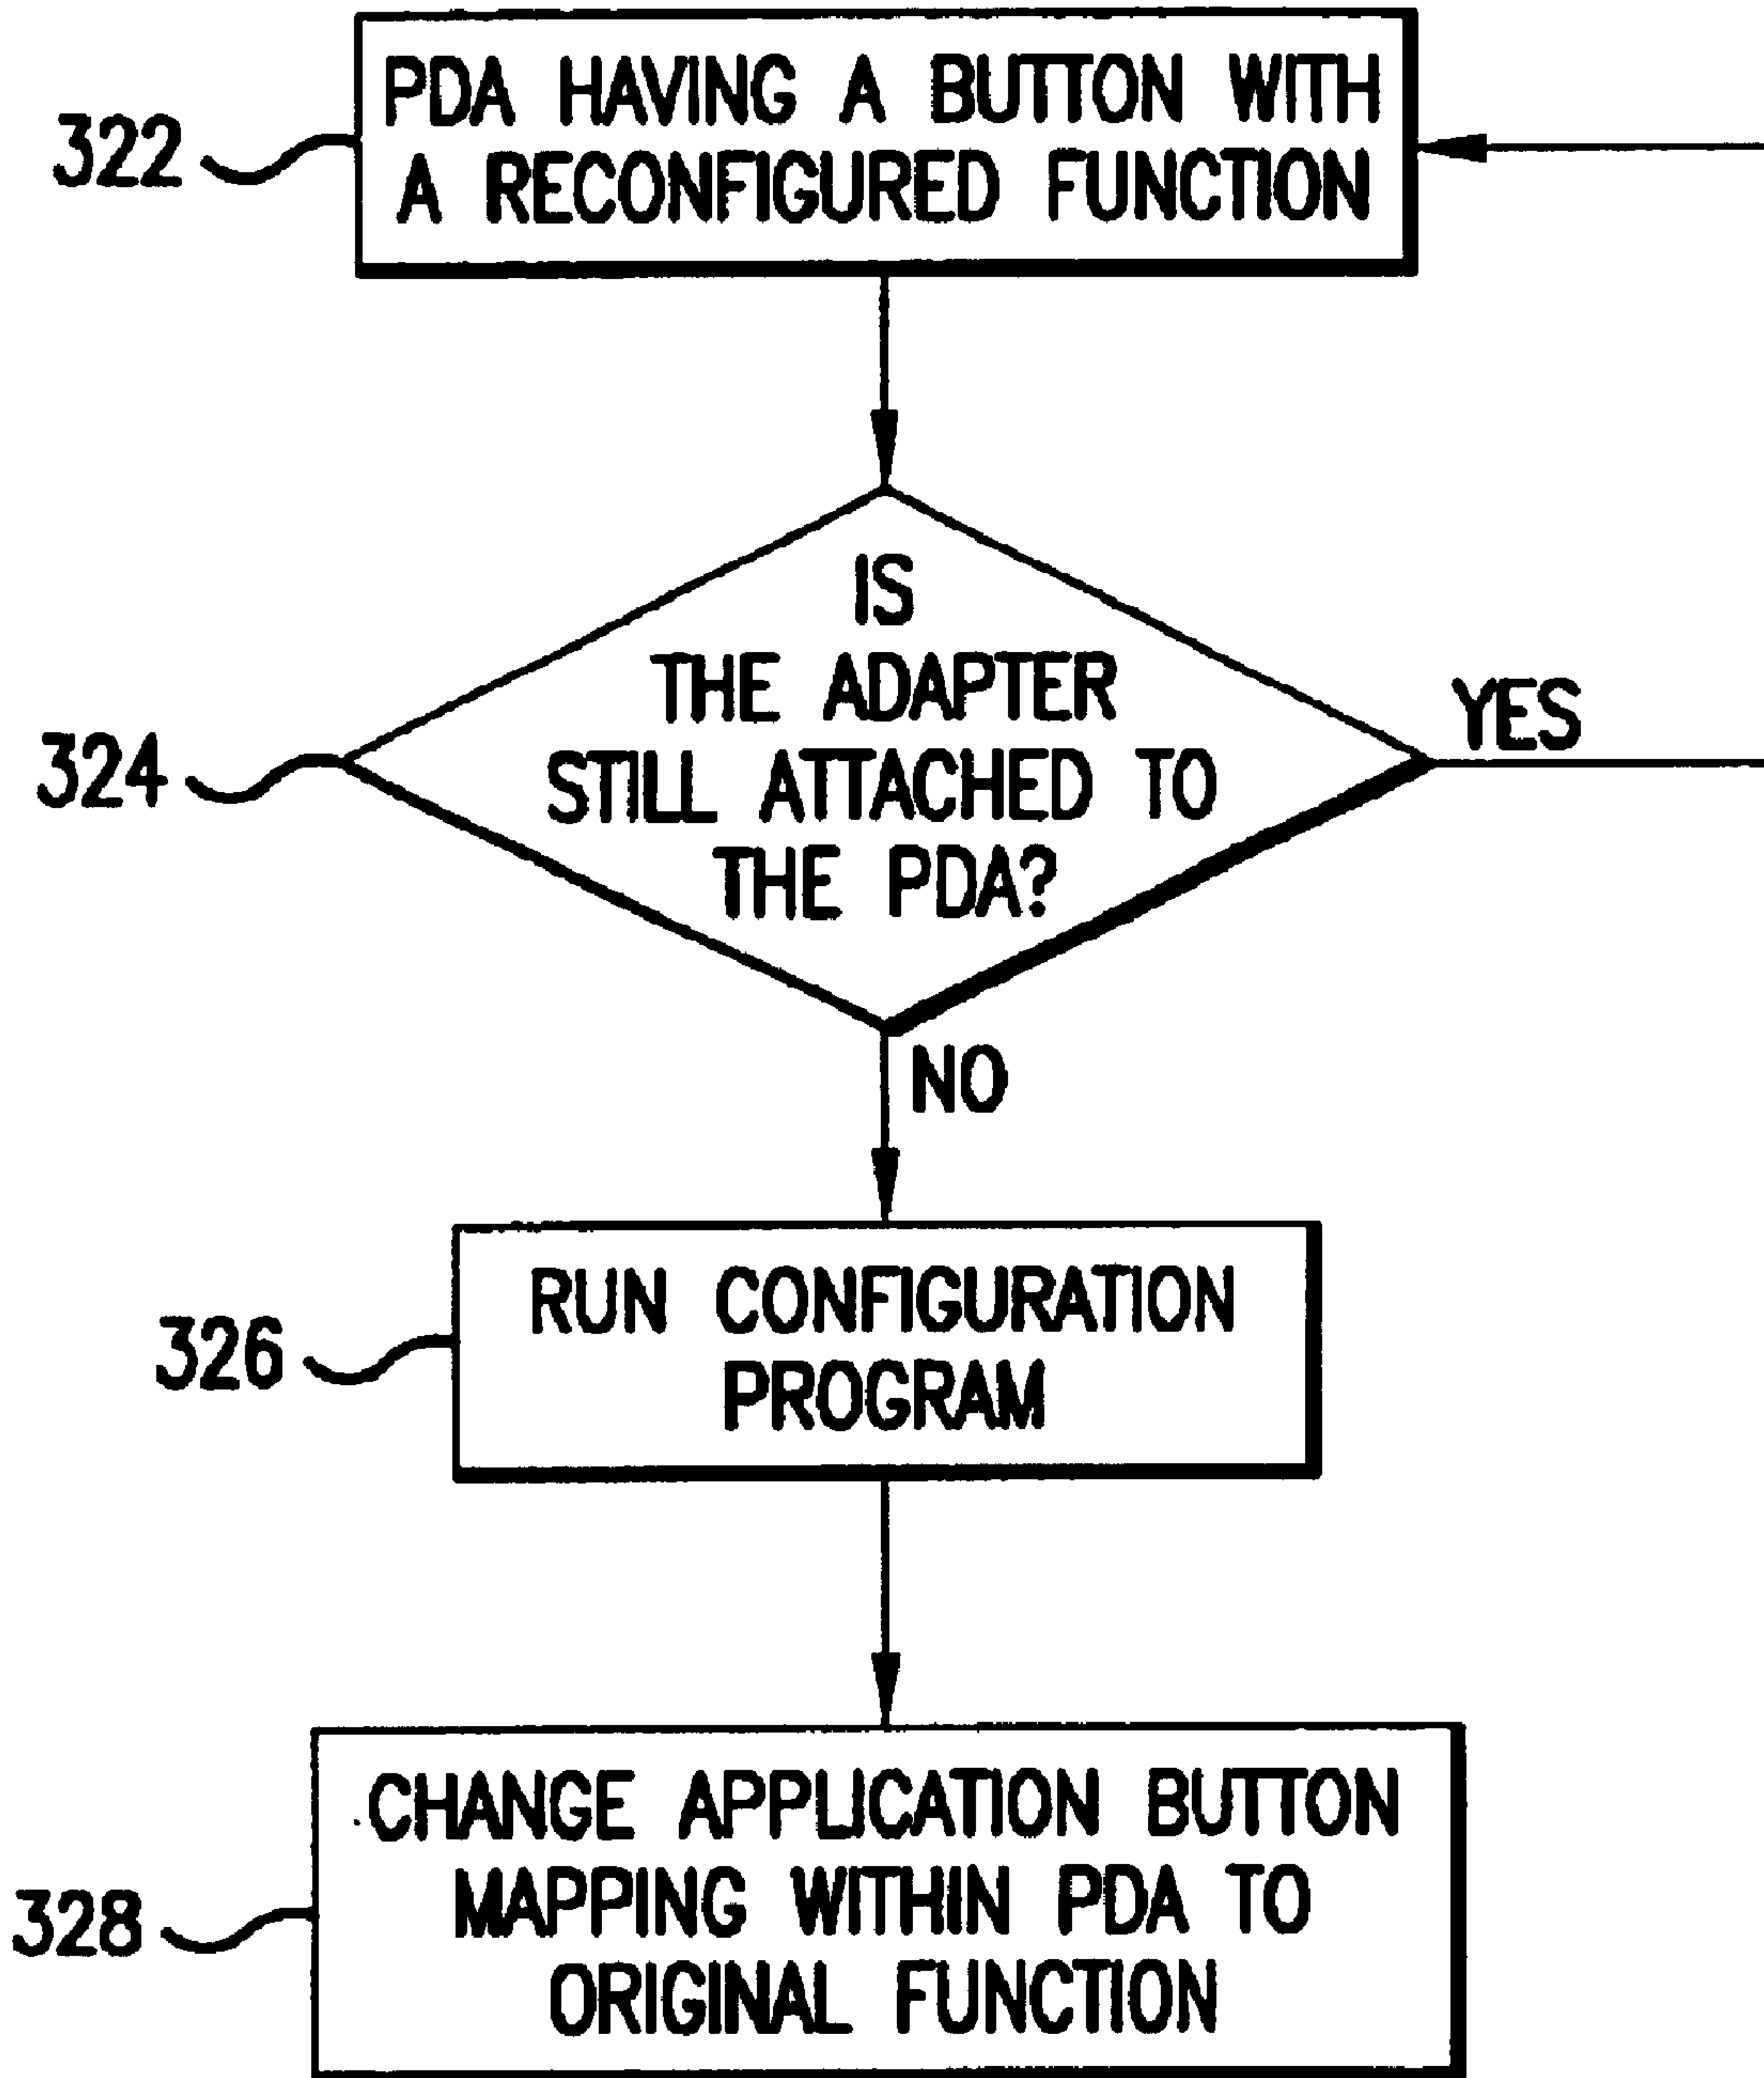 322
PDA HAVING A BUTTON WITH
A RECONFIGURED FUNCTION
IS
THE ADAPTER
STILL ATTACHED TO
THE PDA?
324
YES
NO
326
RUN CONFIGURATION
PROGRAM
328
CHANGE APPLICATION BUTTON
MAPPING WITHIN PDA TO
ORIGINAL FUNCTION